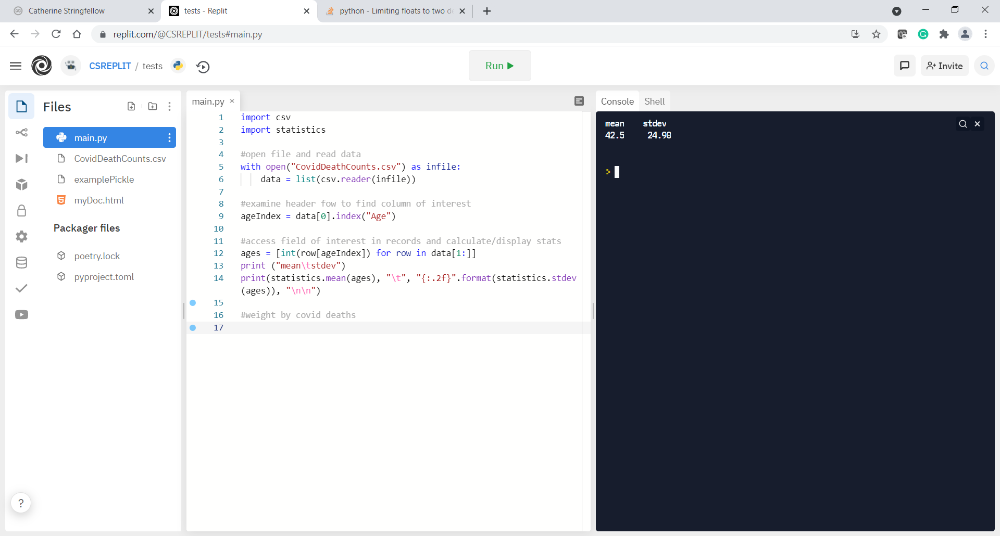 Catherine Stringfellow
tests - Replit
python - Limiting floats to two de
replit.com/@CSREPLIT/tests#main.py
CSREPLIT / tests
Run
Invite
Files
main.py
CovidDeathCounts.csv
examplePickle
myDoc.html
Packager files
poetry.lock
pyproject.toml
?
main.py
1 import csv
2 import statistics
3
4 #open file and read data
5 with open("CovidDeathCounts.csv") as infile:
6 data = list(csv.reader(infile))
7
8 #examine header fow to find column of interest
9 ageIndex = data[0].index("Age")
10
11 #access field of interest in records and calculate/display stats
12 ages = [int(row[ageIndex]) for row in data[1:]]
13 print ("mean\tstdev")
14 print(statistics.mean(ages), "\t", "{:.2f}".format(statistics.stdev
(ages)), "\n\n")
15
16 #weight by covid deaths
17
Console Shell
mean stdev
42.5 24.90
>